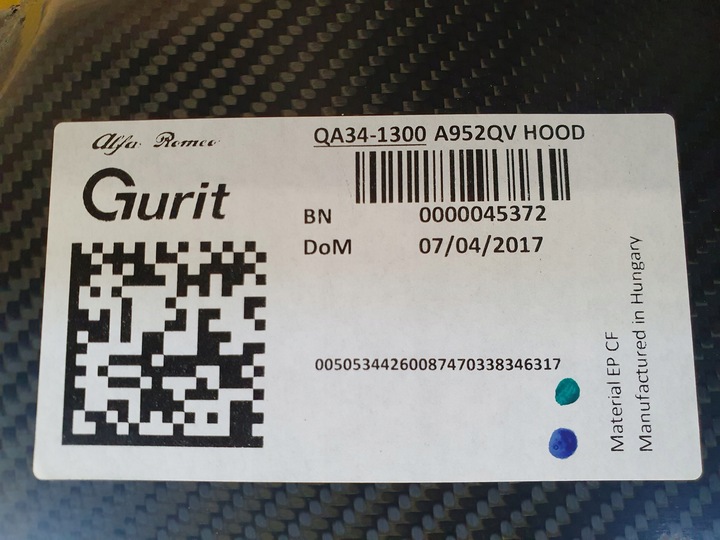 Alfa Romeo
Gurit
QA34-1300 A952QV HOOD
BN 0000045372
DoM 07/04/2017
00505344260087470338346317
Material EP CF
Manufactured in Hungary